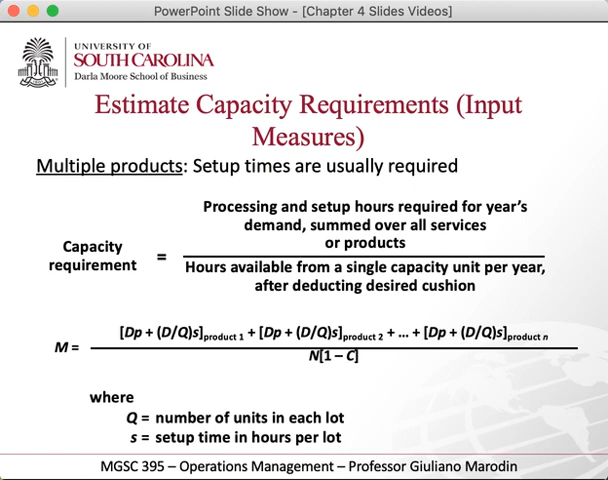 PowerPoint Slide Show - [Chapter 4 Slides Videos]
UNIVERSITY OF
SOUTH CAROLINA
Darla Moore School of Business
Estimate Capacity Requirements (Input
Measures)
Multiple products: Setup times are usually required
Processing and setup hours required for year's
demand, summed over all services
or products
Capacity
requirement
=
Hours available from a single capacity unit per year,
after deducting desired cushion
[Dp + (D/Q)s]product 1 + [Dp + (D/Q)s]product 2 + ... + [Dp + (D/Q)s]product n
M =
N[1 – C]
where
Q = number of units in each lot
s = setup time in hours per lot
MGSC 395 – Operations Management – Professor Giuliano Marodin